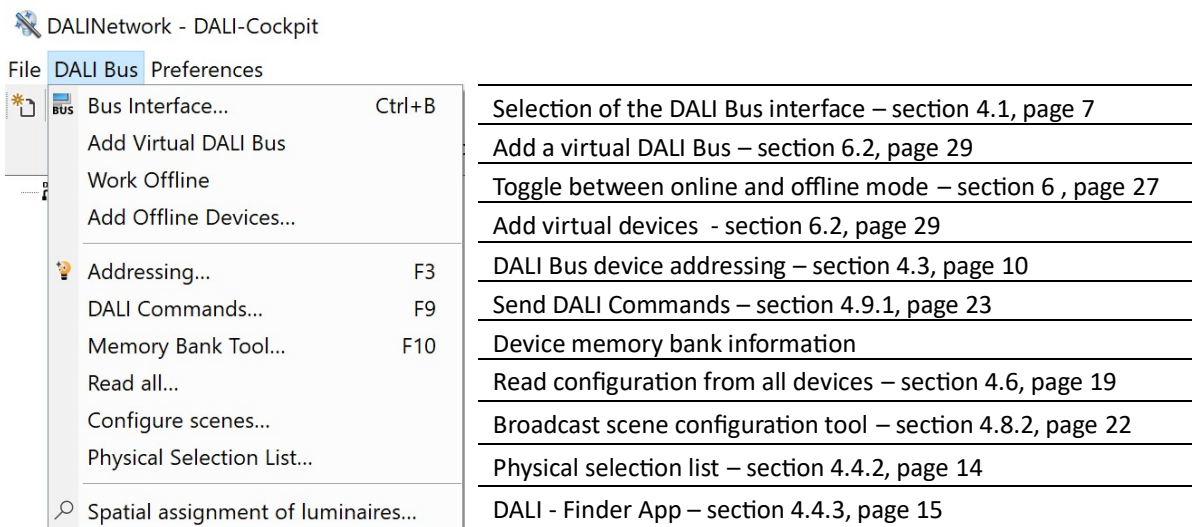 DALINetwork - DALI-Cockpit
File DALI Bus Preferences
BUS Bus Interface... Ctrl+B Selection of the DALI Bus interface – section 4.1, page 7
Add Virtual DALI Bus Add a virtual DALI Bus – section 6.2, page 29
Work Offline Toggle between online and offline mode – section 6 , page 27
Add Offline Devices... Add virtual devices - section 6.2, page 29
Addressing... F3 DALI Bus device addressing – section 4.3, page 10
DALI Commands... F9 Send DALI Commands – section 4.9.1, page 23
Memory Bank Tool... F10 Device memory bank information
Read all... Read configuration from all devices – section 4.6, page 19
Configure scenes... Broadcast scene configuration tool – section 4.8.2, page 22
Physical Selection List... Physical selection list – section 4.4.2, page 14
Spatial assignment of luminaires... DALI - Finder App – section 4.4.3, page 15